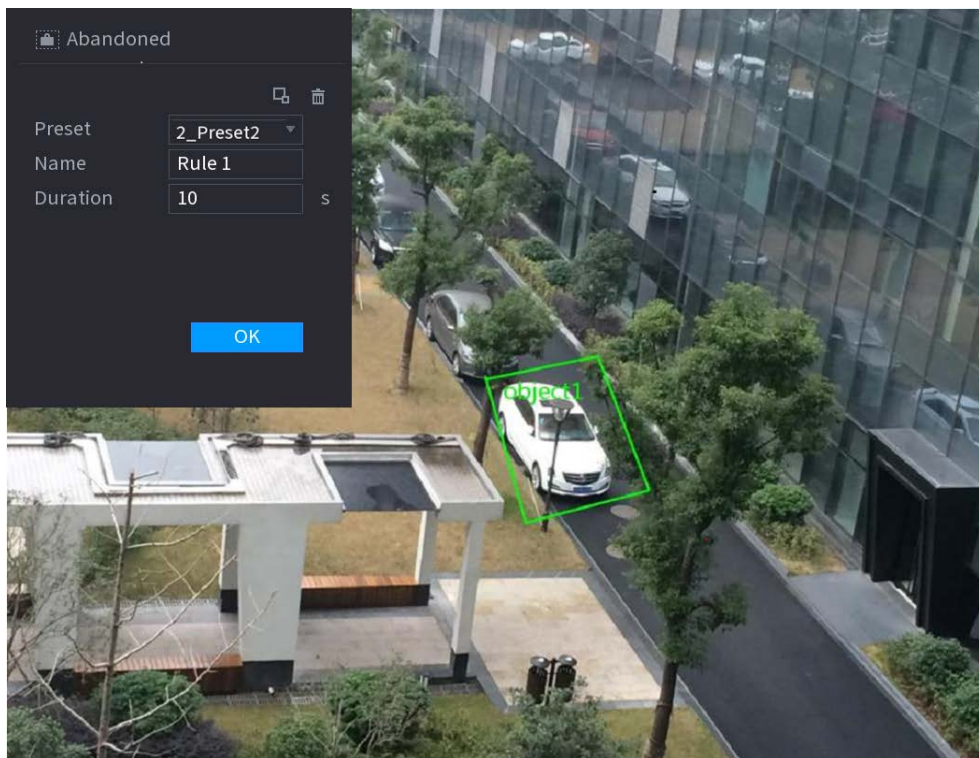 Abandoned
Preset 2_Preset2
Name Rule 1
Duration 10 s
OK
object1